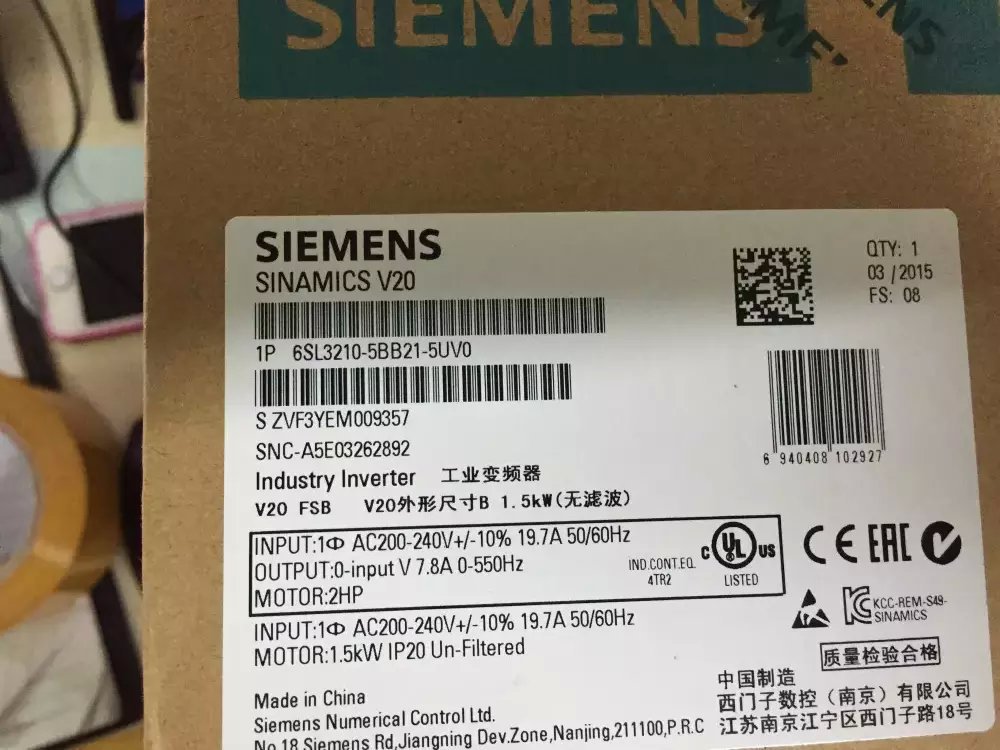 SIEMENS
SIEMENS
SINAMICS V20
QTY: 1
03 / 2015
FS: 08
1P 6SL3210-5BB21-5UV0
S ZVF3YEM009357
SNC-A5E03262892
6 940408 102927
Industry Inverter 工业变频器
V20 FSB V20外形尺寸B 1.5kW(无滤波)
INPUT:1Φ AC200-240V+/-10% 19.7A 50/60Hz
OUTPUT:0-input V 7.8A 0-550Hz
MOTOR:2HP
IND.CONT.EQ.
4TR2
C UL US
LISTED
CE EAC
INPUT:1Φ AC200-240V+/-10% 19.7A 50/60Hz
MOTOR:1.5kW IP20 Un-Filtered
KCC-REM-S49-
SINAMICS
质量检验合格
Made in China
Siemens Numerical Control Ltd.
No.18 Siemens Rd,Jiangning Dev.Zone,Nanjing,211100,P.R.C
中国制造
西门子数控（南京）有限公司
江苏南京江宁区西门子路18号